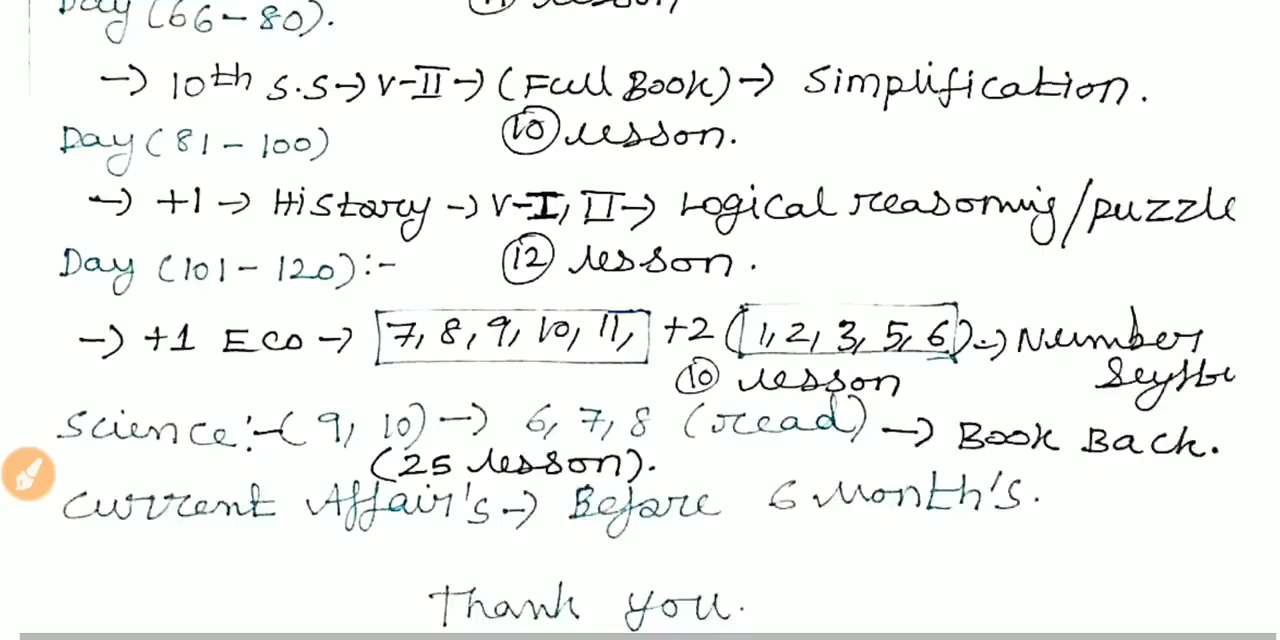 Day (66-80).
→ 10th S.S → V-II → (Full Book) → Simplification.
Day (81-100) 10 lesson.
→ +1 → History → V-I, II → Logical reasoning/puzzle
Day (101-120):- 12 lesson.
→ +1 Eco → 7, 8, 9, 10, 11, +2 (1, 2, 3, 5, 6) → Number
10 lesson
Science:- (9, 10) → 6, 7, 8 (read) → Book Back.
(25 lesson).
Current Affair's → Before 6 Month's.
Thank you.